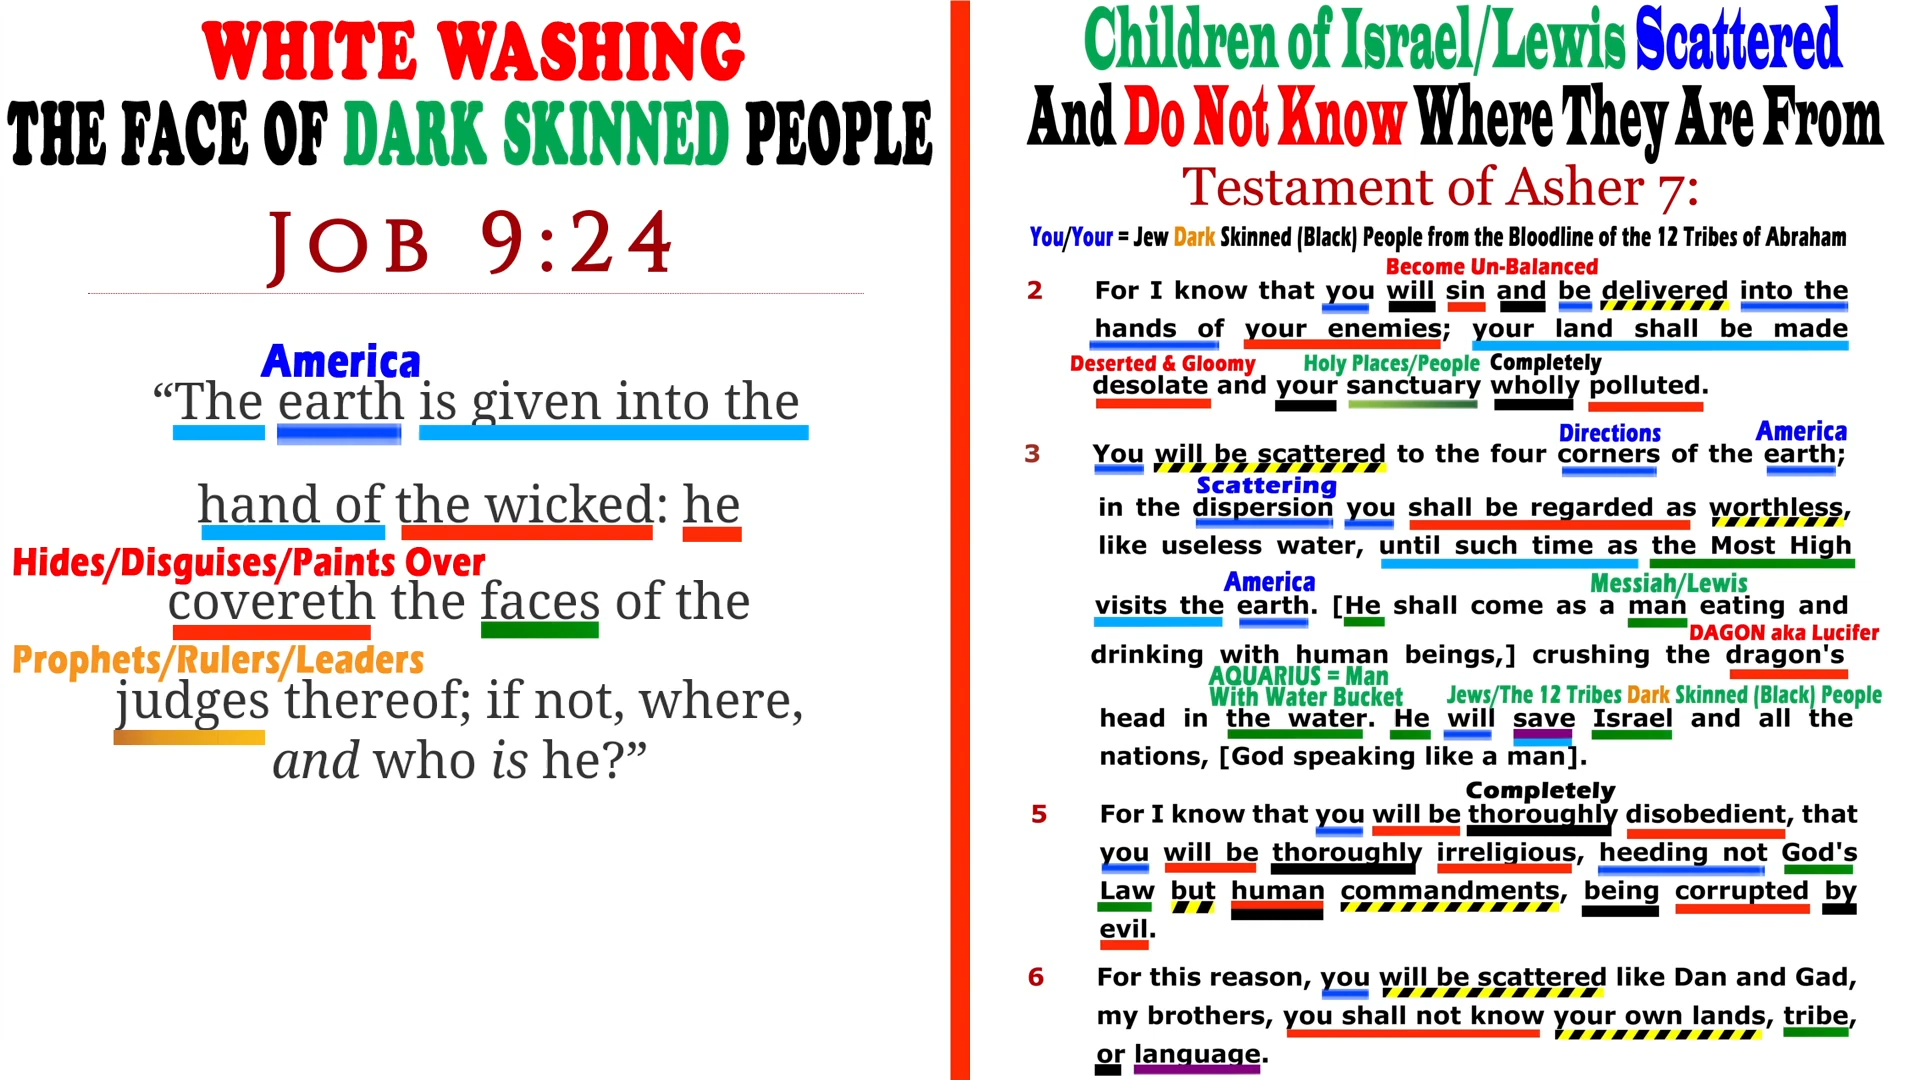 WHITE WASHING
THE FACE OF DARK SKINNED PEOPLE
JOB 9:24
America
“The earth is given into the
hand of the wicked: he
Hides/Disguises/Paints Over
covereth the faces of the
Prophets/Rulers/Leaders
judges thereof; if not, where,
and who is he?”
Children of Israel/Lewis Scattered
And Do Not Know Where They Are From
Testament of Asher 7:
You/Your = Jew Dark Skinned (Black) People from the Bloodline of the 12 Tribes of Abraham
Become Un-Balanced
2 For I know that you will sin and be delivered into the
hands of your enemies; your land shall be made
Deserted & Gloomy Holy Places/People Completely
desolate and your sanctuary wholly polluted.
Directions America
3 You will be scattered to the four corners of the earth;
Scattering
in the dispersion you shall be regarded as worthless,
like useless water, until such time as the Most High
America Messiah/Lewis
visits the earth. [He shall come as a man eating and
DAGON aka Lucifer
drinking with human beings,] crushing the dragon's
AQUARIUS = Man
With Water Bucket Jews/The 12 Tribes Dark Skinned (Black) People
head in the water. He will save Israel and all the
nations, [God speaking like a man].
Completely
5 For I know that you will be thoroughly disobedient, that
you will be thoroughly irreligious, heeding not God's
Law but human commandments, being corrupted by
evil.
6 For this reason, you will be scattered like Dan and Gad,
my brothers, you shall not know your own lands, tribe,
or language.